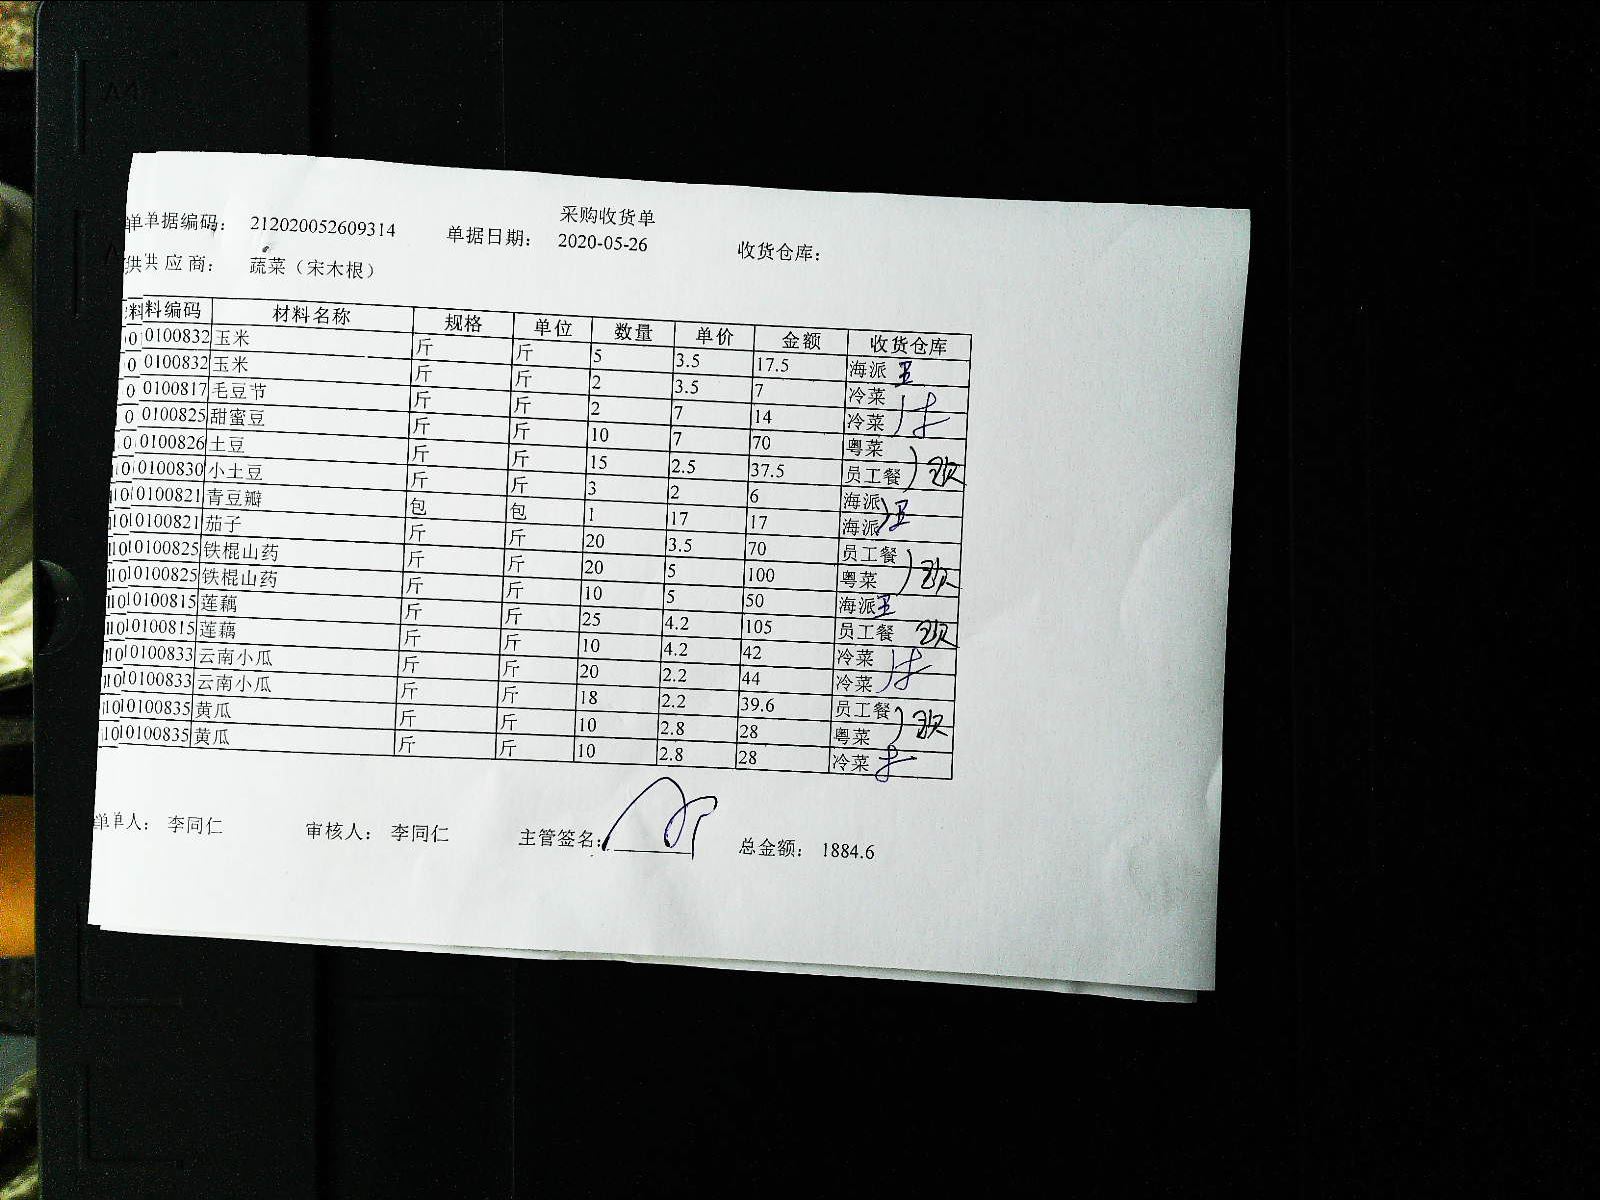 采购收货单
单据编码： 212020052609314 单据日期： 2020-05-26 收货仓库：
供应商： 蔬菜（宋木根）
料编码 材料名称 规格 单位 数量 单价 金额 收货仓库
0100832 玉米 斤 斤 5 3.5 17.5 海派
0100832 玉米 斤 斤 2 3.5 7 冷菜
0100817 毛豆节 斤 斤 2 7 14 冷菜
0100825 甜蜜豆 斤 斤 10 7 70 粤菜
0100826 土豆 斤 斤 15 2.5 37.5 员工餐
0100830 小土豆 斤 斤 3 2 6 海派
0100821 青豆瓣 包 包 1 17 17 海派
0100821 茄子 斤 斤 20 3.5 70 员工餐
0100825 铁棍山药 斤 斤 20 5 100 粤菜
0100825 铁棍山药 斤 斤 10 5 50 海派
0100815 莲藕 斤 斤 25 4.2 105 员工餐
0100815 莲藕 斤 斤 10 4.2 42 冷菜
0100833 云南小瓜 斤 斤 20 2.2 44 冷菜
0100833 云南小瓜 斤 斤 18 2.2 39.6 员工餐
0100835 黄瓜 斤 斤 10 2.8 28 粤菜
0100835 黄瓜 斤 斤 10 2.8 28 冷菜
单人： 李同仁 审核人： 李同仁 主管签名： 总金额： 1884.6